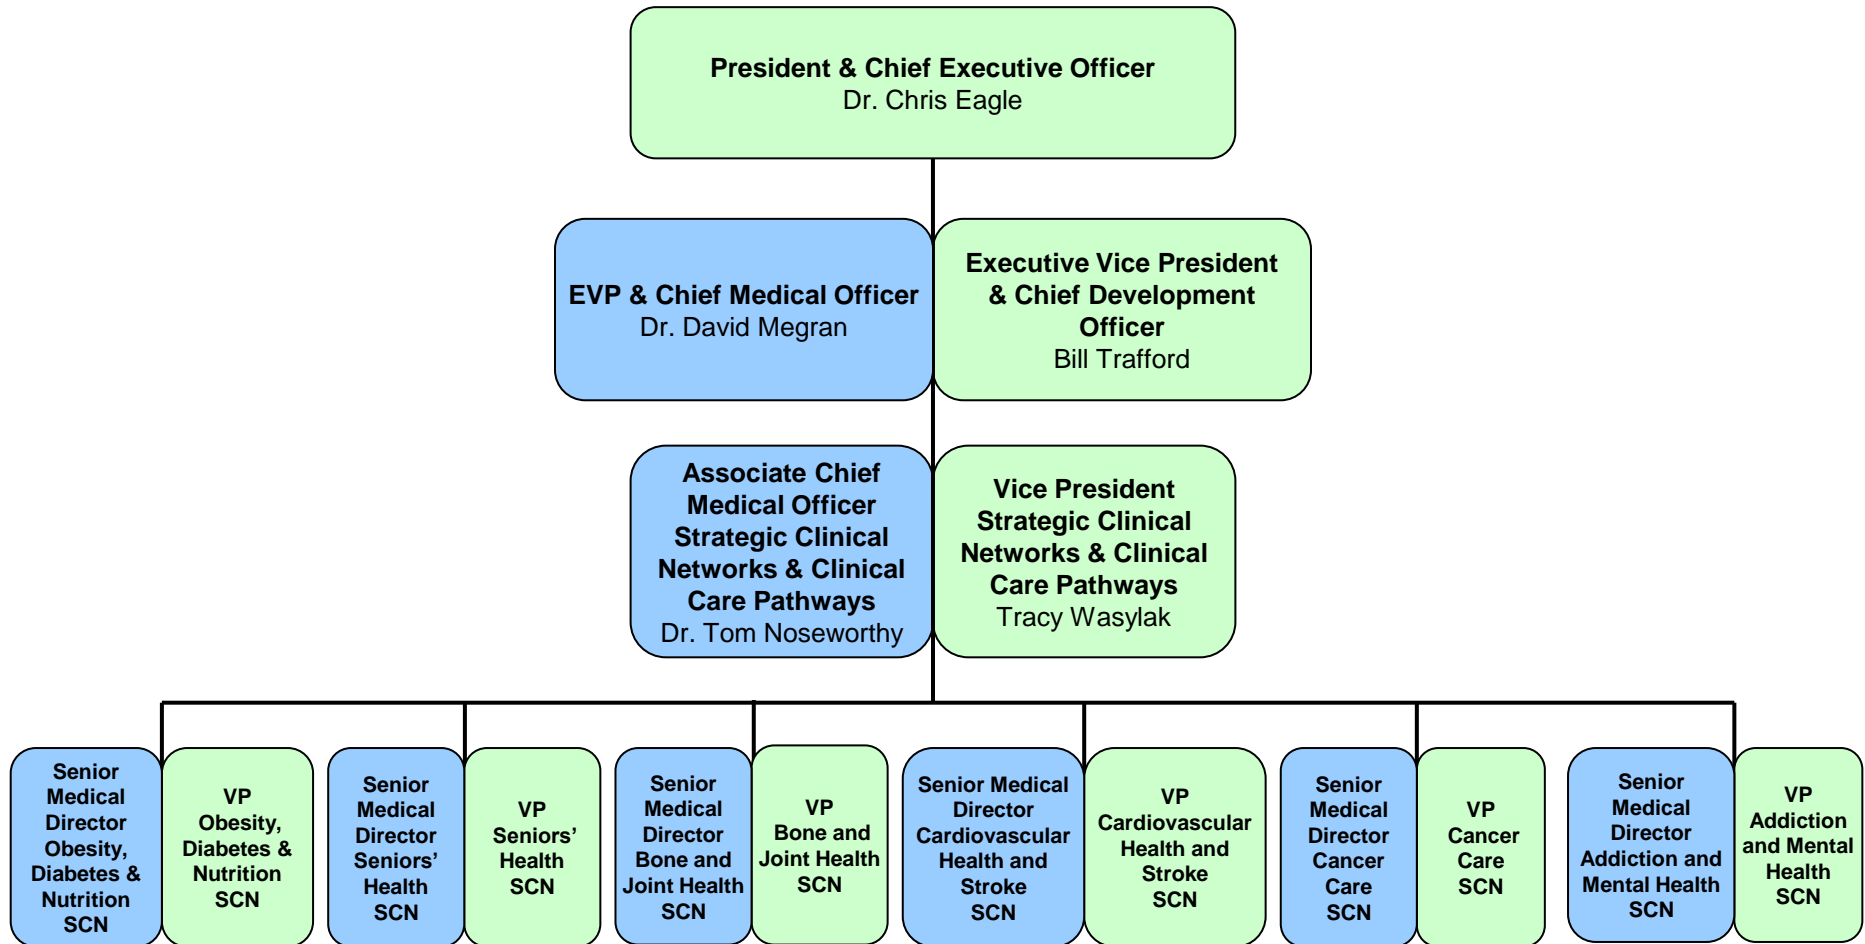 President & Chief Executive Officer
Dr. Chris Eagle
EVP & Chief Medical Officer
Dr. David Megran
Executive Vice President
& Chief Development
Officer
Bill Trafford
Associate Chief
Medical Officer
Strategic Clinical
Networks & Clinical
Care Pathways
Dr. Tom Noseworthy
Vice President
Strategic Clinical
Networks & Clinical
Care Pathways
Tracy Wasylak
Senior
Medical
Director
Obesity,
Diabetes &
Nutrition
SCN
VP
Obesity,
Diabetes &
Nutrition
SCN
Senior
Medical
Director
Seniors’
Health
SCN
VP
Seniors’
Health
SCN
Senior
Medical
Director
Bone and
Joint Health
SCN
VP
Bone and
Joint Health
SCN
Senior Medical
Director
Cardiovascular
Health and
Stroke
SCN
VP
Cardiovascular
Health and
Stroke
SCN
Senior
Medical
Director
Cancer
Care
SCN
VP
Cancer
Care
SCN
Senior
Medical
Director
Addiction and
Mental Health
SCN
VP
Addiction
and Mental
Health
SCN